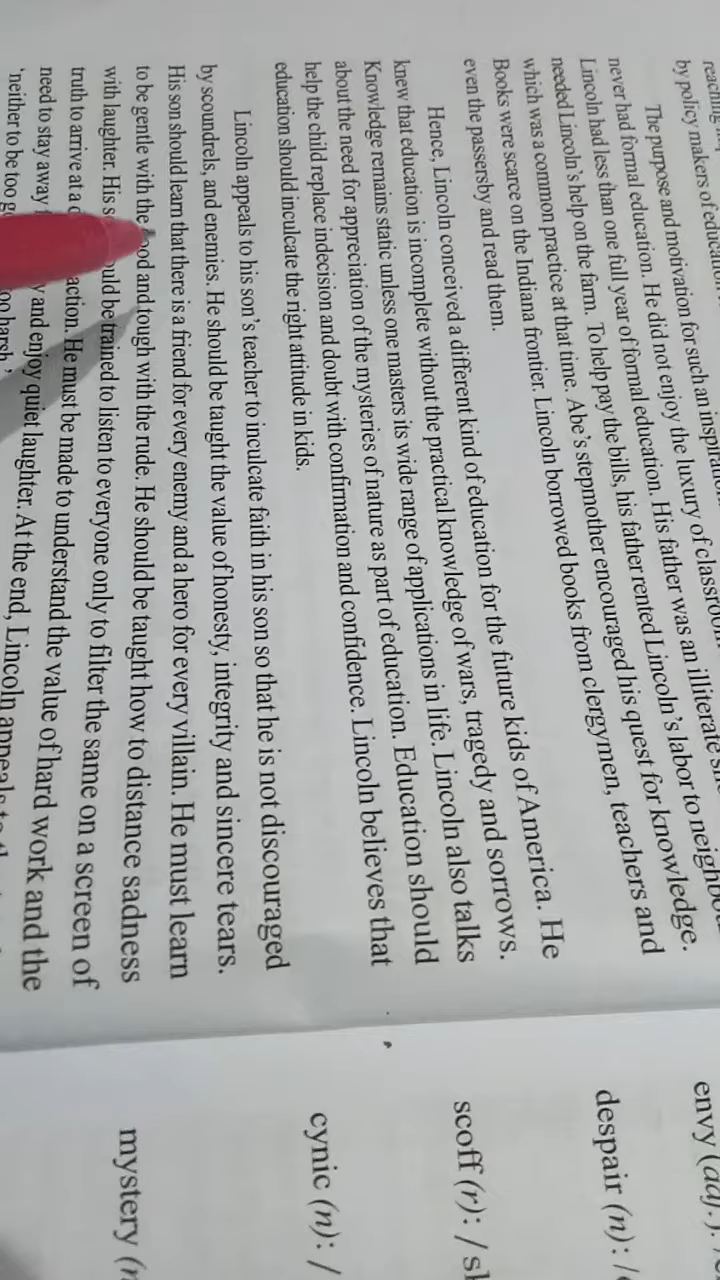 reaching
by policy makers of education.
The purpose and motivation for such an
never had formal education. He did not enjoy the luxury of
Lincoln had less than one full year of formal education. His father was an illiterate
needed Lincoln's help on the farm. To help pay the bills, his father rented Lincoln's labor to
which was a common practice at that time. Abe's stepmother encouraged his quest for knowledge.
Books were scarce on the Indiana frontier. Lincoln borrowed books from clergymen, teachers and
even the passersby and read them.
Hence, Lincoln conceived a different kind of education for the future kids of America. He
knew that education is incomplete without the practical knowledge of wars, tragedy and sorrows.
Knowledge remains static unless one masters its wide range of applications in life. Lincoln also talks
about the need for appreciation of the mysteries of nature as part of education. Education should
help the child replace indecision and doubt with confirmation and confidence. Lincoln believes that
education should inculcate the right attitude in kids.
Lincoln appeals to his son's teacher to inculcate faith in his son so that he is not discouraged
by scoundrels, and enemies. He should be taught the value of honesty, integrity and sincere tears.
His son should learn that there is a friend for every enemy and a hero for every villain. He must learn
to be gentle with the good and tough with the rude. He should be taught how to distance sadness
with laughter. His be trained to listen to everyone only to filter the same on a screen of
truth to arrive at a action. He must be made to understand the value of hard work and the
need to stay away and enjoy quiet laughter. At the end, Lincoln appeals
'neither to be too harsh.'
envy (adj.):
despair (n): /
scoff (r): /
cynic (n): /
mystery